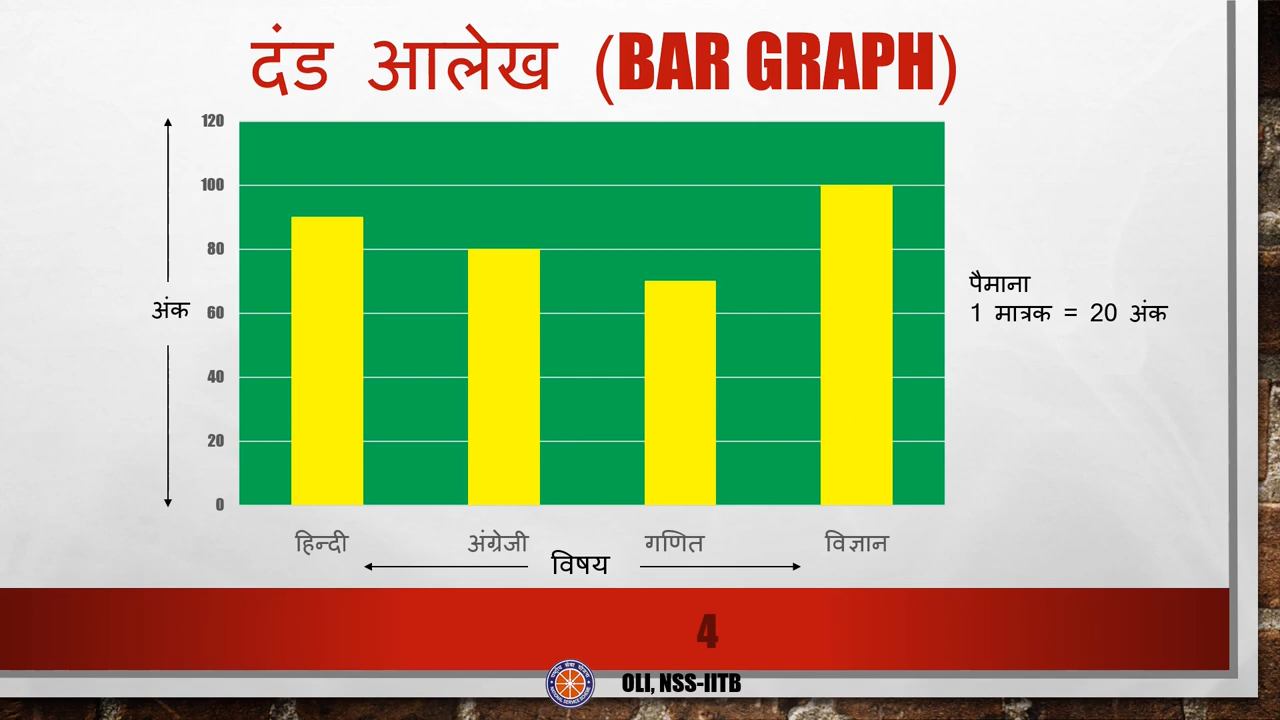 दंड आलेख (BAR GRAPH)
120
100
80
60
40
20
0
अंक
पैमाना
1 मात्रक = 20 अंक
हिन्दी अंग्रेजी गणित विज्ञान
विषय
4
OLI, NSS-IITB